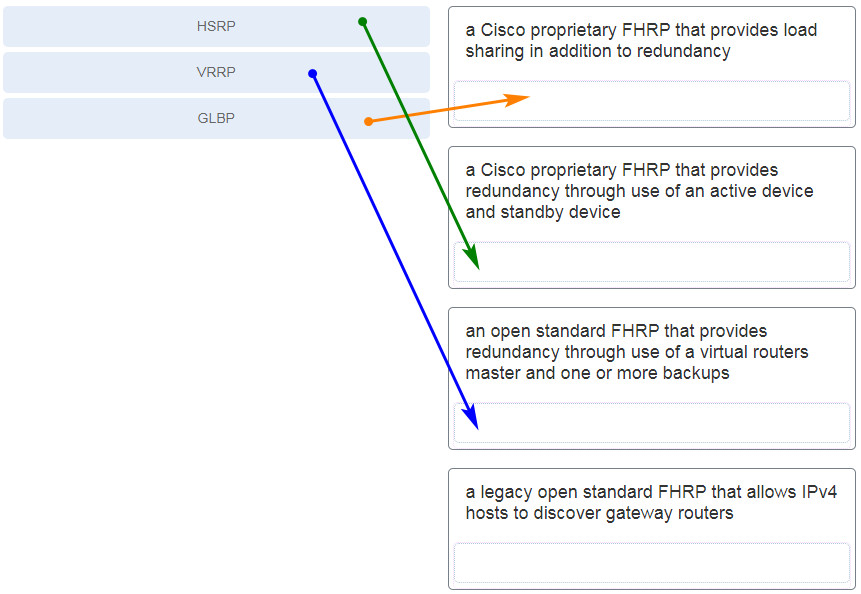 HSRP
VRRP
GLBP
a Cisco proprietary FHRP that provides load
sharing in addition to redundancy
a Cisco proprietary FHRP that provides
redundancy through use of an active device
and standby device
an open standard FHRP that provides
redundancy through use of a virtual routers
master and one or more backups
a legacy open standard FHRP that allows IPv4
hosts to discover gateway routers